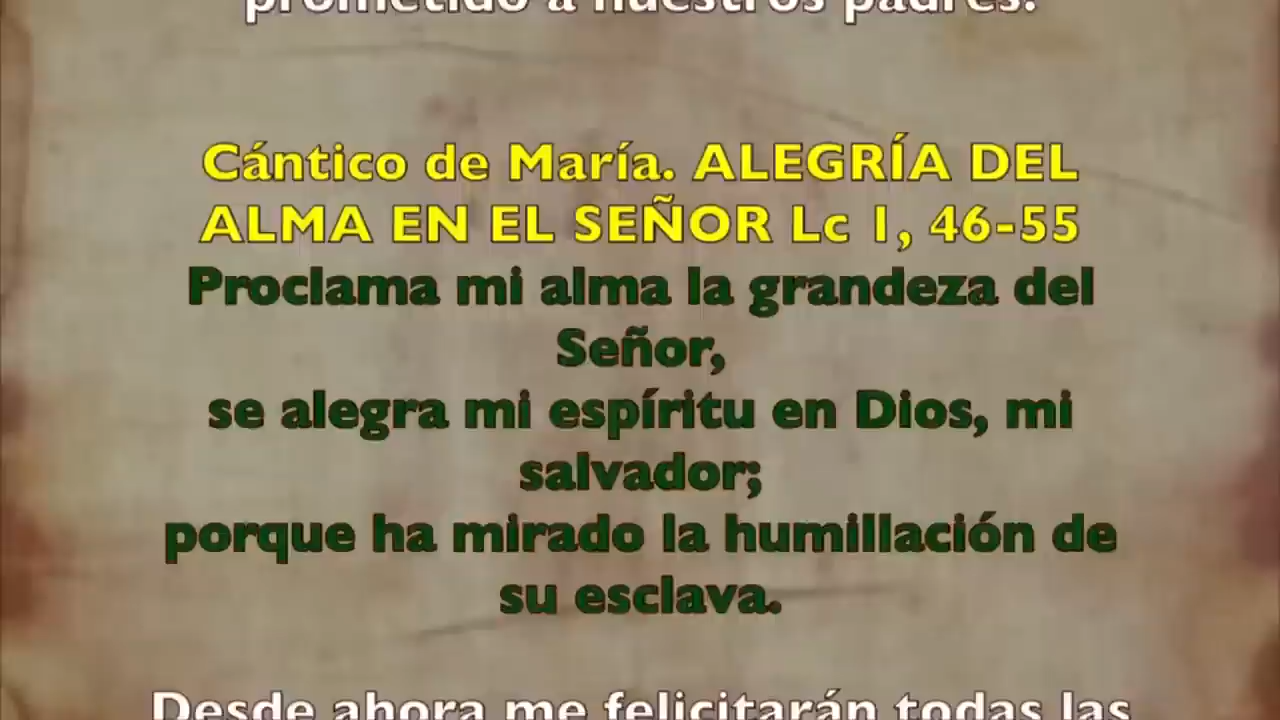 prometido a nuestros padres.
Cántico de María. ALEGRÍA DEL
ALMA EN EL SEÑOR Lc 1, 46-55
Proclama mi alma la grandeza del
Señor,
se alegra mi espíritu en Dios, mi
salvador;
porque ha mirado la humillación de
su esclava.
Desde ahora me felicitarán todas las